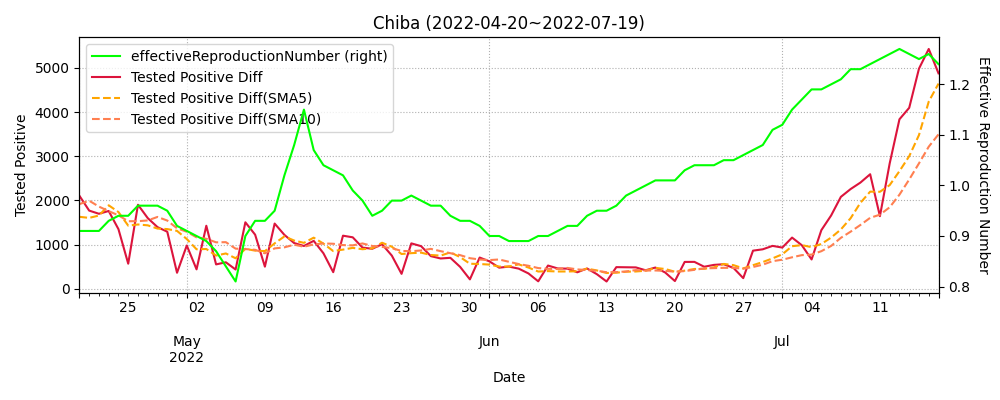 Chiba (2022-04-20~2022-07-19)
effectiveReproductionNumber (right)
Tested Positive Diff
Tested Positive Diff(SMA5)
Tested Positive Diff(SMA10)
Tested Positive
5000
4000
3000
2000
1000
0
Effective Reproduction Number
1.2
1.1
1.0
0.9
0.8
25 02 09 16 23 30 06 13 20 27 04 11
May Jun Jul
2022
Date